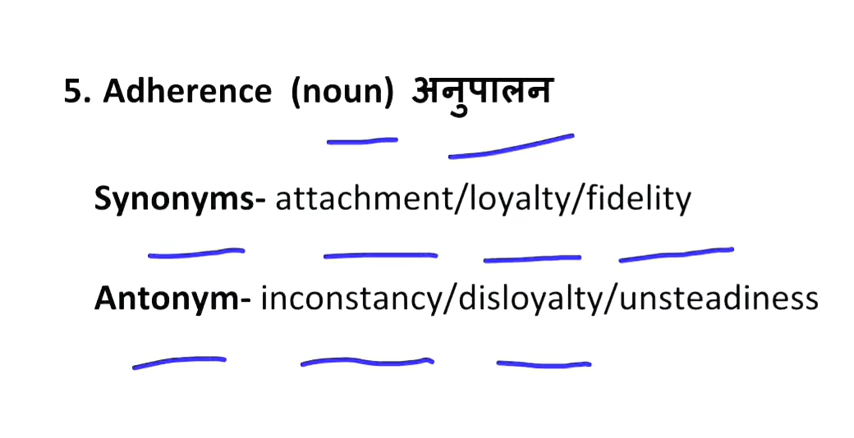 5. Adherence (noun) अनुपालन
Synonyms- attachment/loyalty/fidelity
Antonym- inconstancy/disloyalty/unsteadiness